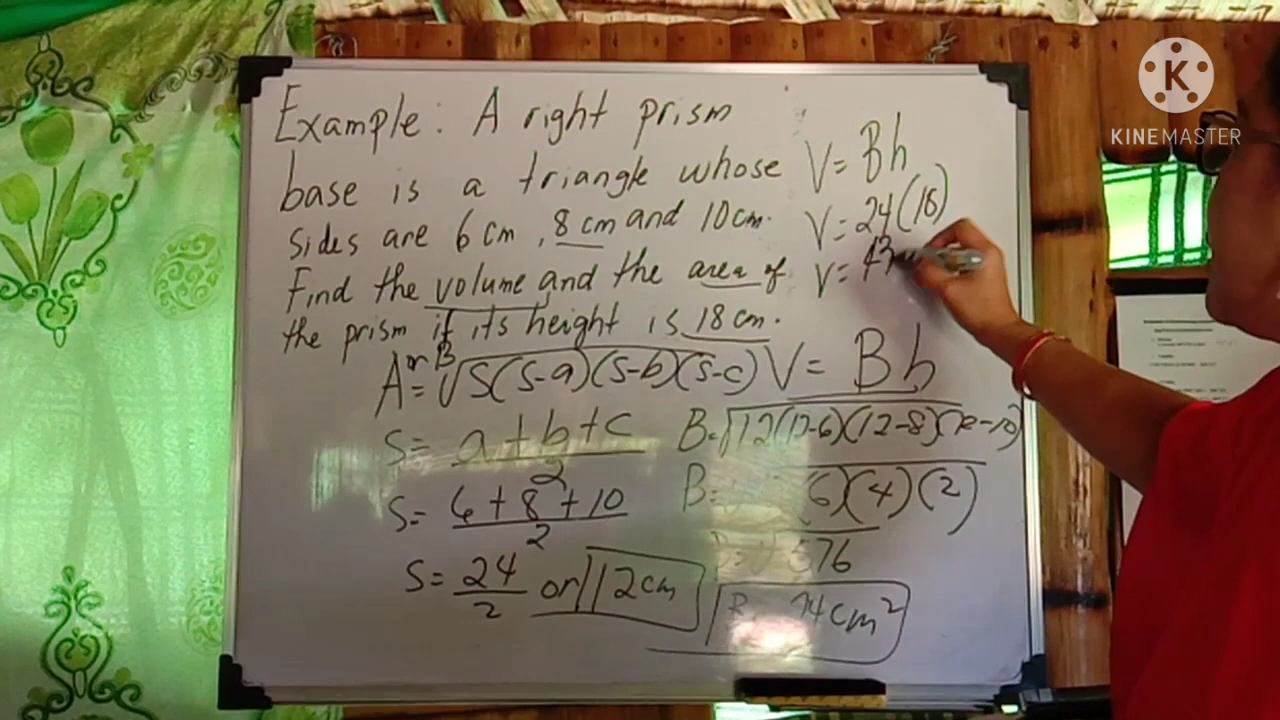 Example: A right prism
base is a triangle whose
sides are 6 cm, 8 cm and 10 cm.
Find the volume and the area of
the prism if its height is 18 cm.
A or B = √S(S-a)(S-b)(S-c)
S = a + b + c / 2
S = 6 + 8 + 10 / 2
S = 24 / 2 or 12 cm
V = Bh
V = 24(18)
V = 43
V = Bh
B = √12(12-6)(12-8)(12-10)
B = (6)(4)(2)
576
24 cm²
KINEMASTER